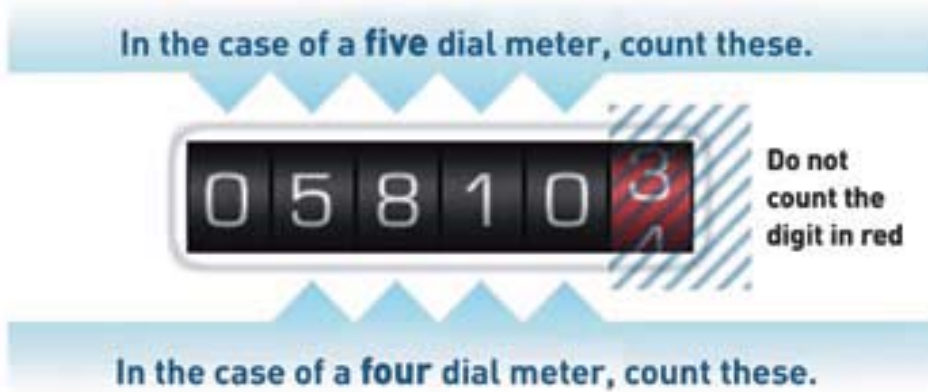 In the case of a five dial meter, count these.
0 5 8 1 0 3
4
Do not
count the
digit in red
In the case of a four dial meter, count these.